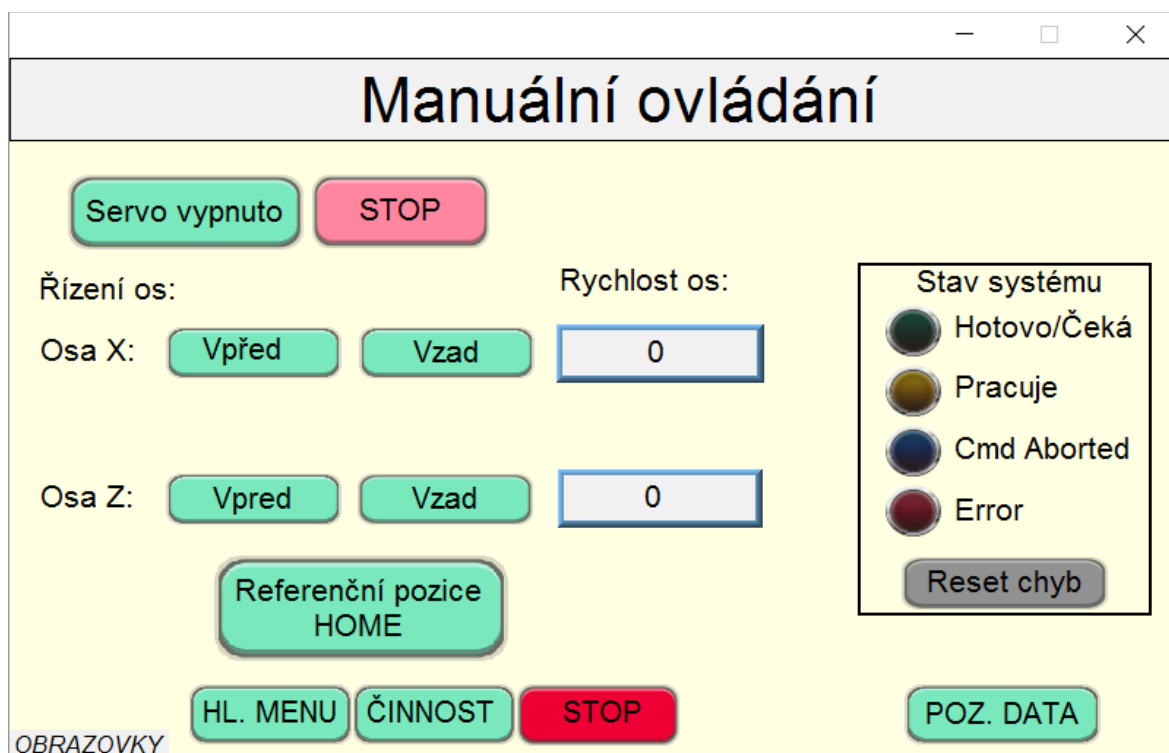 Manuální ovládání
Servo vypnuto
STOP
Řízení os:
Rychlost os:
Osa X:
Vpřed
Vzad
0
Osa Z:
Vpred
Vzad
0
Stav systému
Hotovo/Čeká
Pracuje
Cmd Aborted
Error
Reset chyb
Referenční pozice
HOME
HL. MENU
ČINNOST
STOP
POZ. DATA
OBRAZOVKY